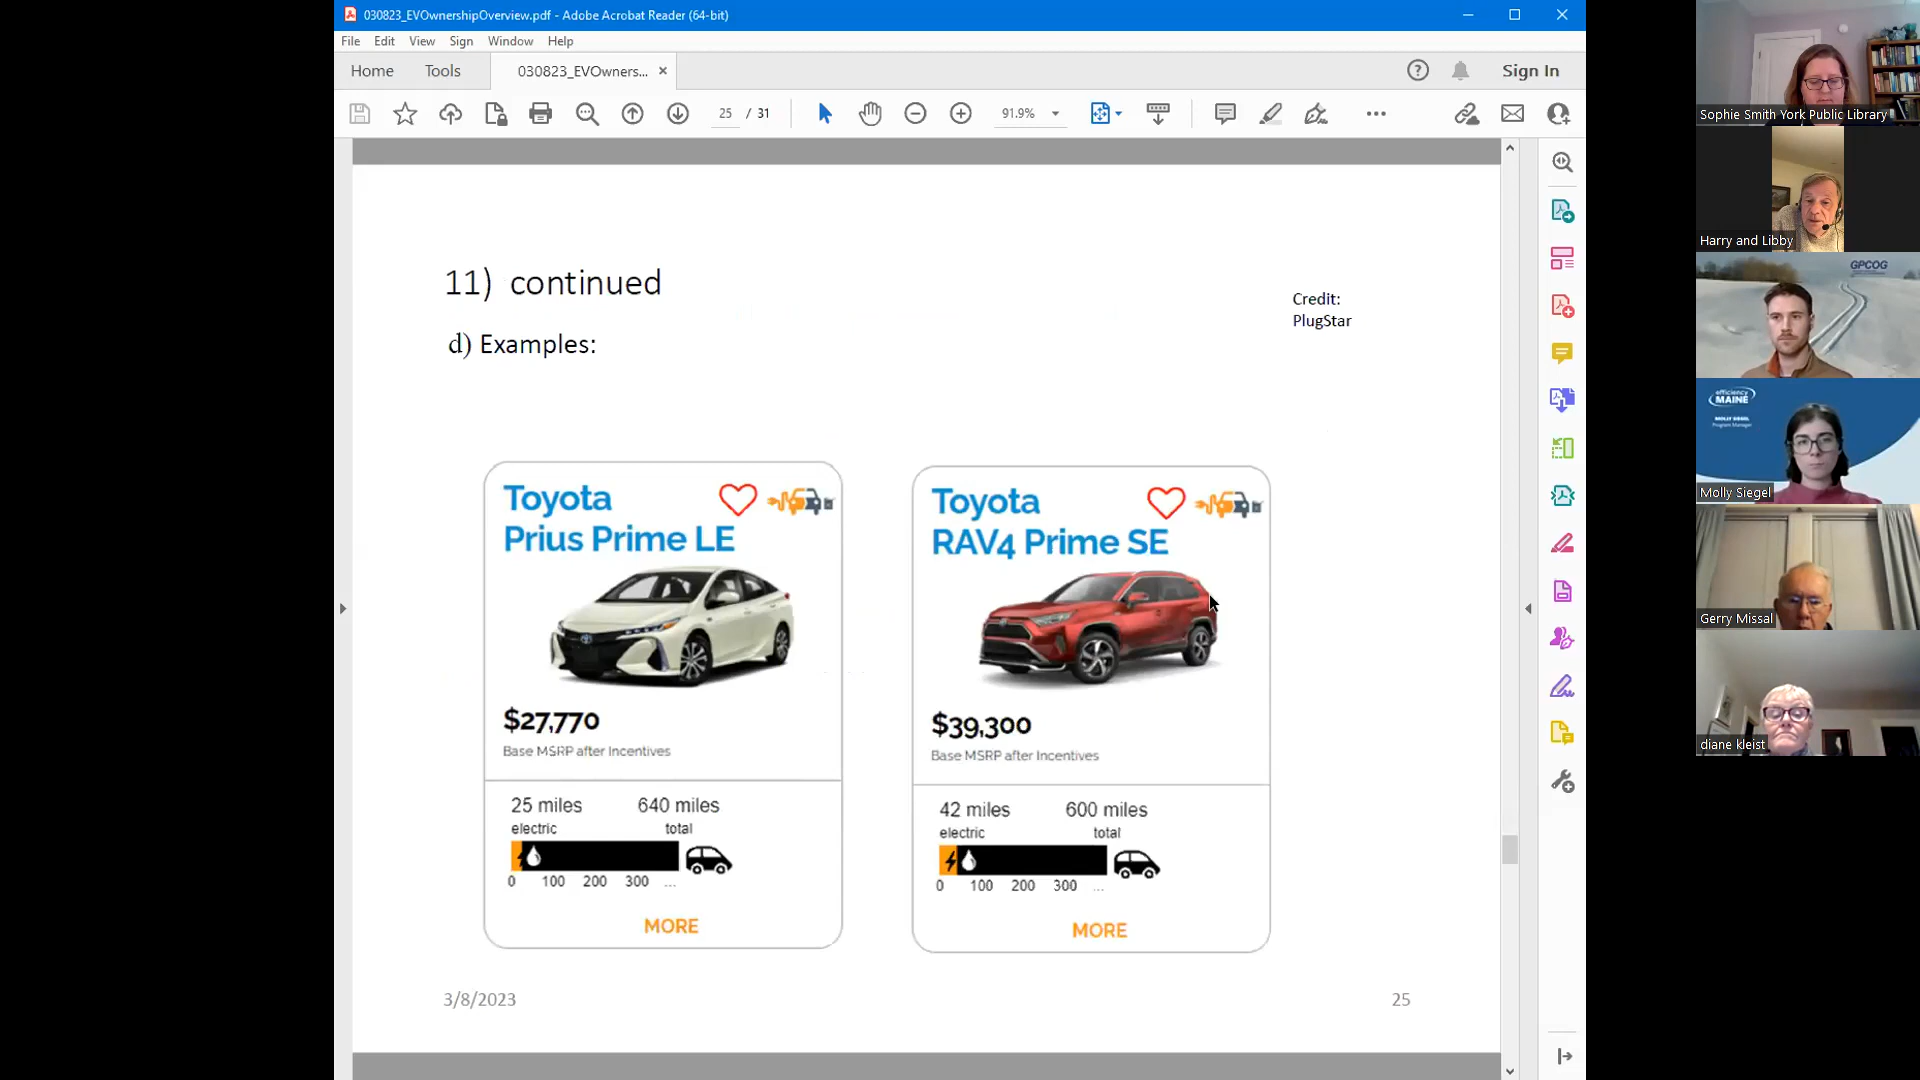 030823_EVOwnershipOverview.pdf - Adobe Acrobat Reader (64-bit)
File Edit View Sign Window Help
Home Tools 030823_EVOwners... × Sign In
25 / 31 91.9%
11) continued
Credit:
PlugStar
d) Examples:
Toyota
Prius Prime LE
$27,770
Base MSRP after Incentives
25 miles 640 miles
electric total
0 100 200 300 ...
MORE
Toyota
RAV4 Prime SE
$39,300
Base MSRP after Incentives
42 miles 600 miles
electric total
0 100 200 300 ...
MORE
3/8/2023 25
Sophie Smith York Public Library
Harry and Libby
GPCOG
efficiency
MAINE
MOLLY SIEGEL
Program Manager
Molly Siegel
Gerry Missal
diane kleist